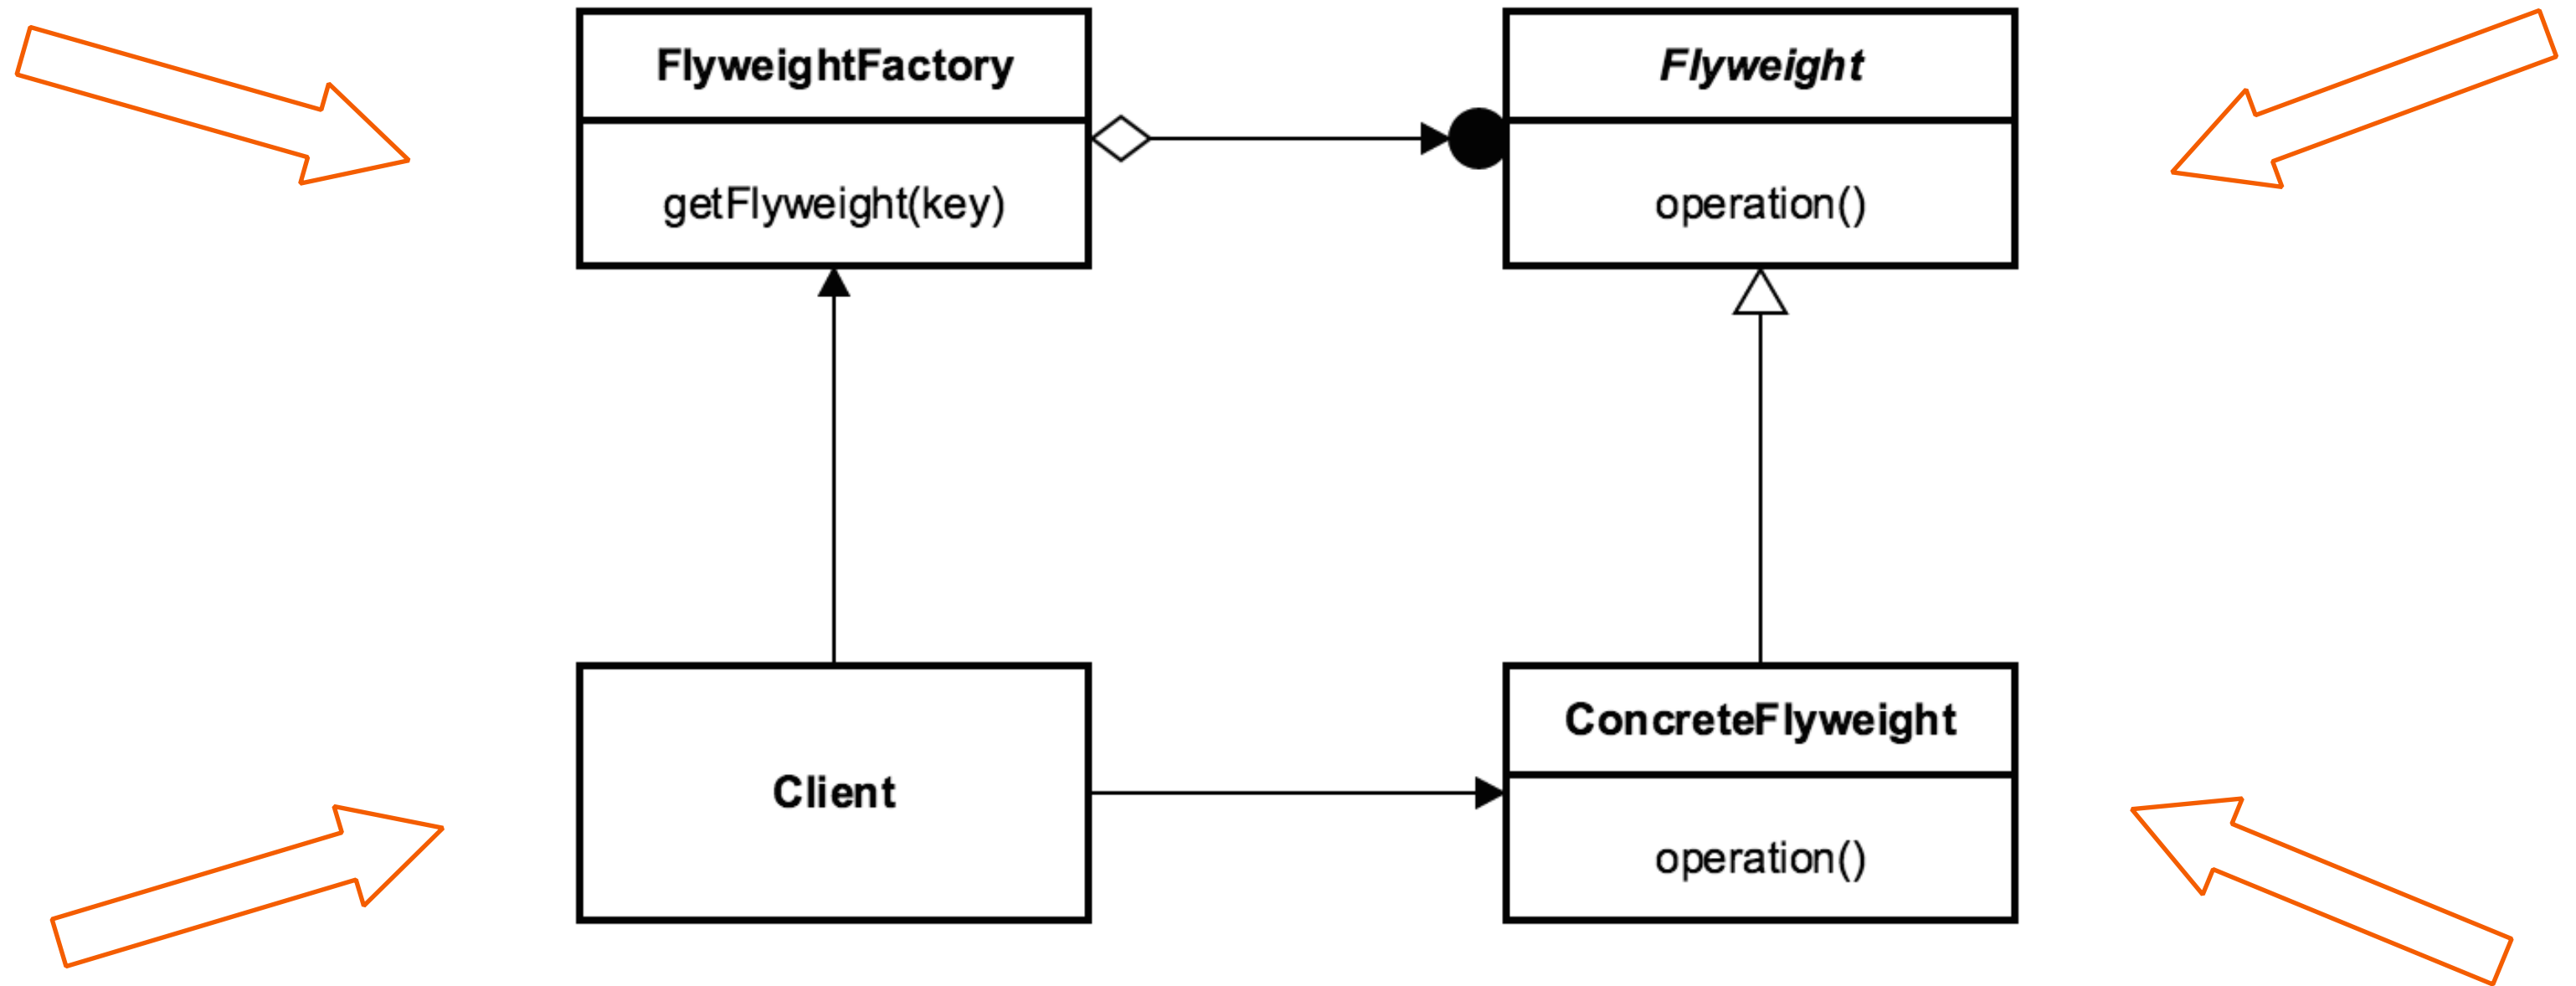 FlyweightFactory
getFlyweight(key)
Flyweight
operation()
Client
ConcreteFlyweight
operation()